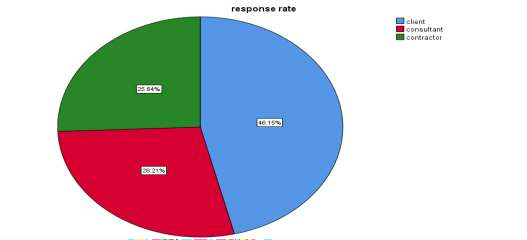 response rate
client
consultant
contractor
25.64%
46.15%
28.21%